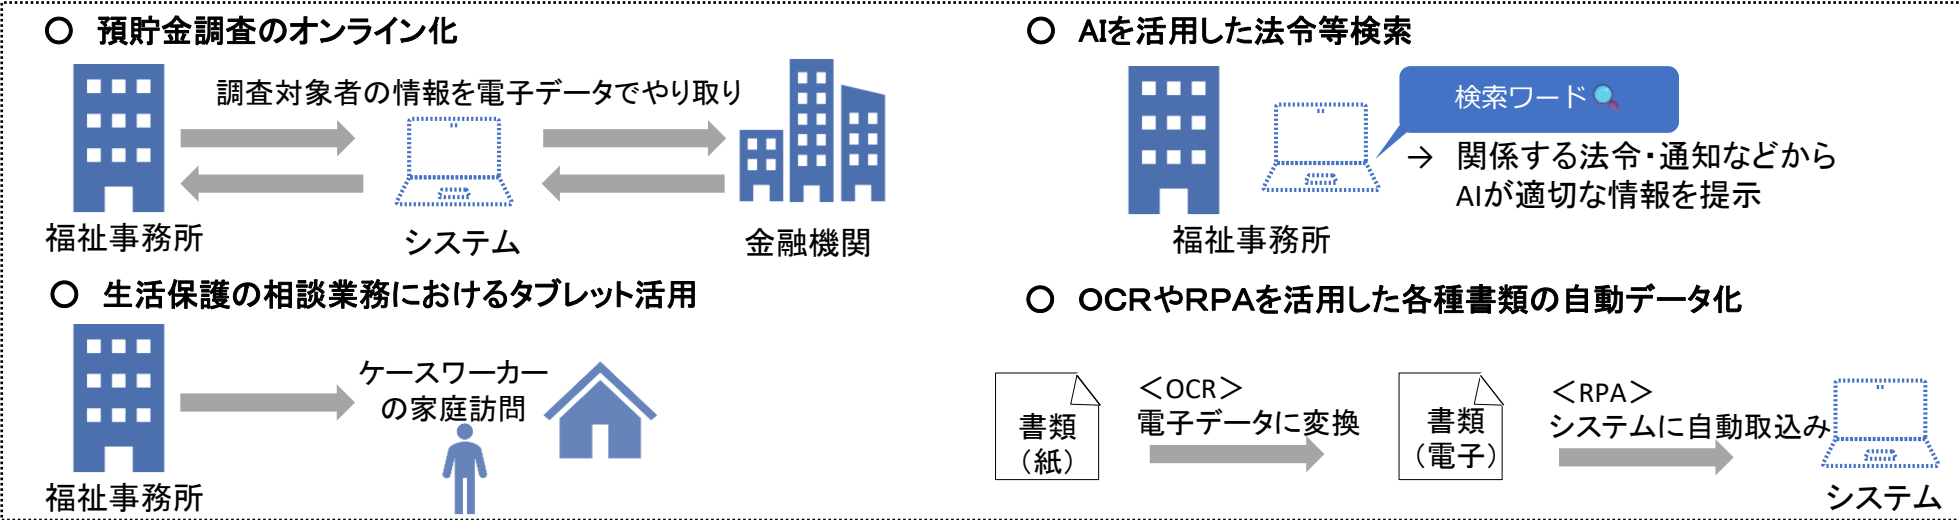 ○ 預貯金調査のオンライン化
調査対象者の情報を電子データでやり取り
福祉事務所
システム
金融機関
○ AIを活用した法令等検索
検索ワード
→ 関係する法令・通知などから
AIが適切な情報を提示
福祉事務所
○ 生活保護の相談業務におけるタブレット活用
ケースワーカー
の家庭訪問
福祉事務所
○ OCRやRPAを活用した各種書類の自動データ化
書類
（紙）
＜OCR＞
電子データに変換
書類
（電子）
＜RPA＞
システムに自動取込み
システム